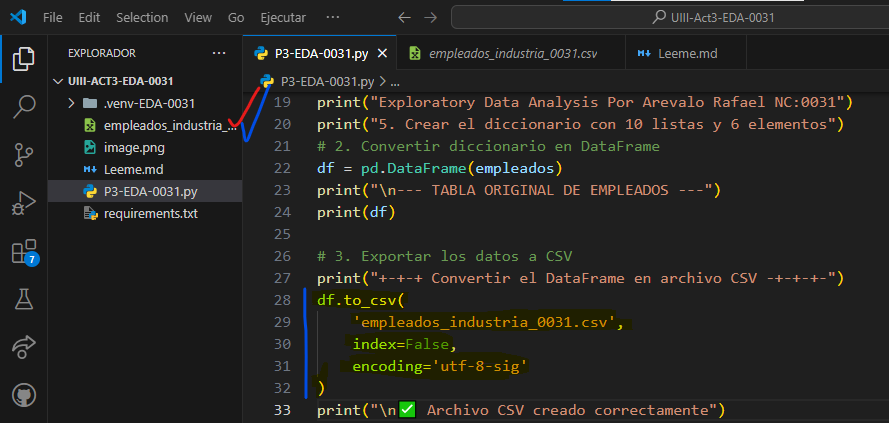 File Edit Selection View Go Ejecutar ... UIII-Act3-EDA-0031
EXPLORADOR ...
UIII-ACT3-EDA-0031
.venv-EDA-0031
empleados_industria_...
image.png
Leeme.md
P3-EDA-0031.py
requirements.txt
7
P3-EDA-0031.py empleados_industria_0031.csv Leeme.md
P3-EDA-0031.py > ...
19 print("Exploratory Data Analysis Por Arevalo Rafael NC:0031")
20 print("5. Crear el diccionario con 10 listas y 6 elementos")
21 # 2. Convertir diccionario en DataFrame
22 df = pd.DataFrame(empleados)
23 print("\n--- TABLA ORIGINAL DE EMPLEADOS ---")
24 print(df)
25
26 # 3. Exportar los datos a CSV
27 print("+-+-+ Convertir el DataFrame en archivo CSV -+-+-+-")
28 df.to_csv(
29 'empleados_industria_0031.csv',
30 index=False,
31 encoding='utf-8-sig'
32 )
33 print("\n✅ Archivo CSV creado correctamente")